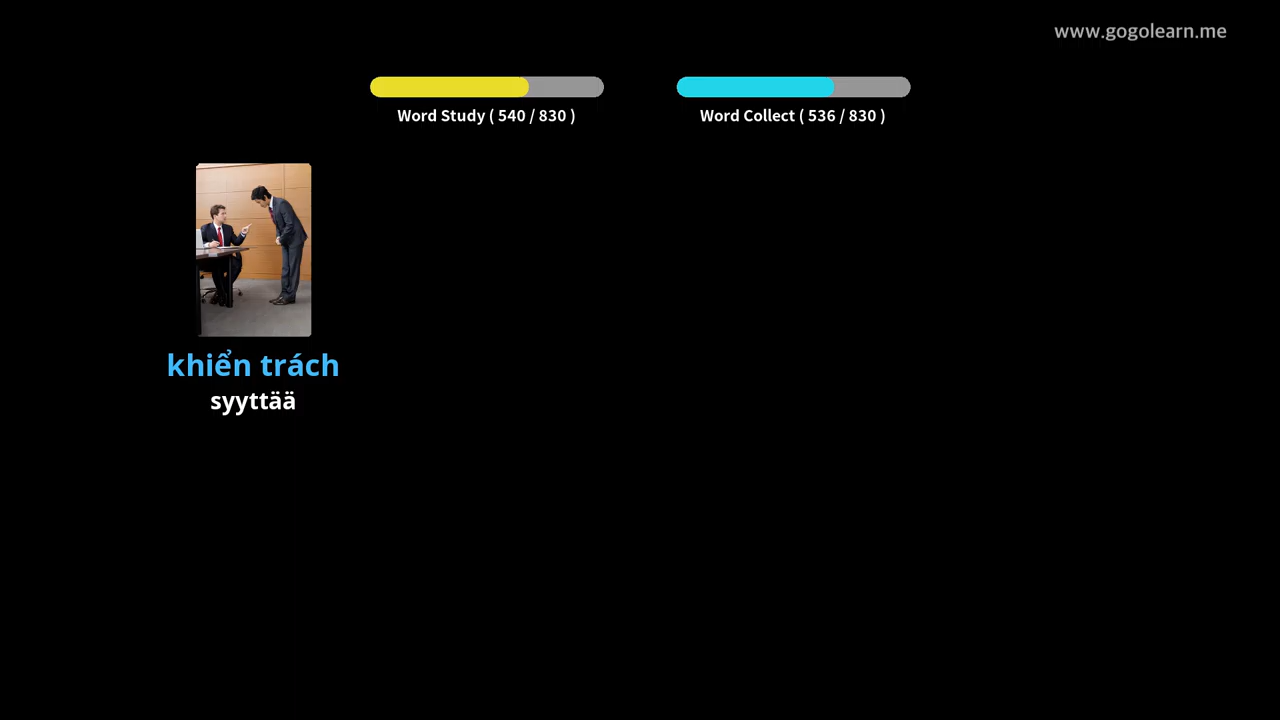 www.gogolearn.me
Word Study ( 540 / 830 )
Word Collect ( 536 / 830 )
khiển trách
syyttää